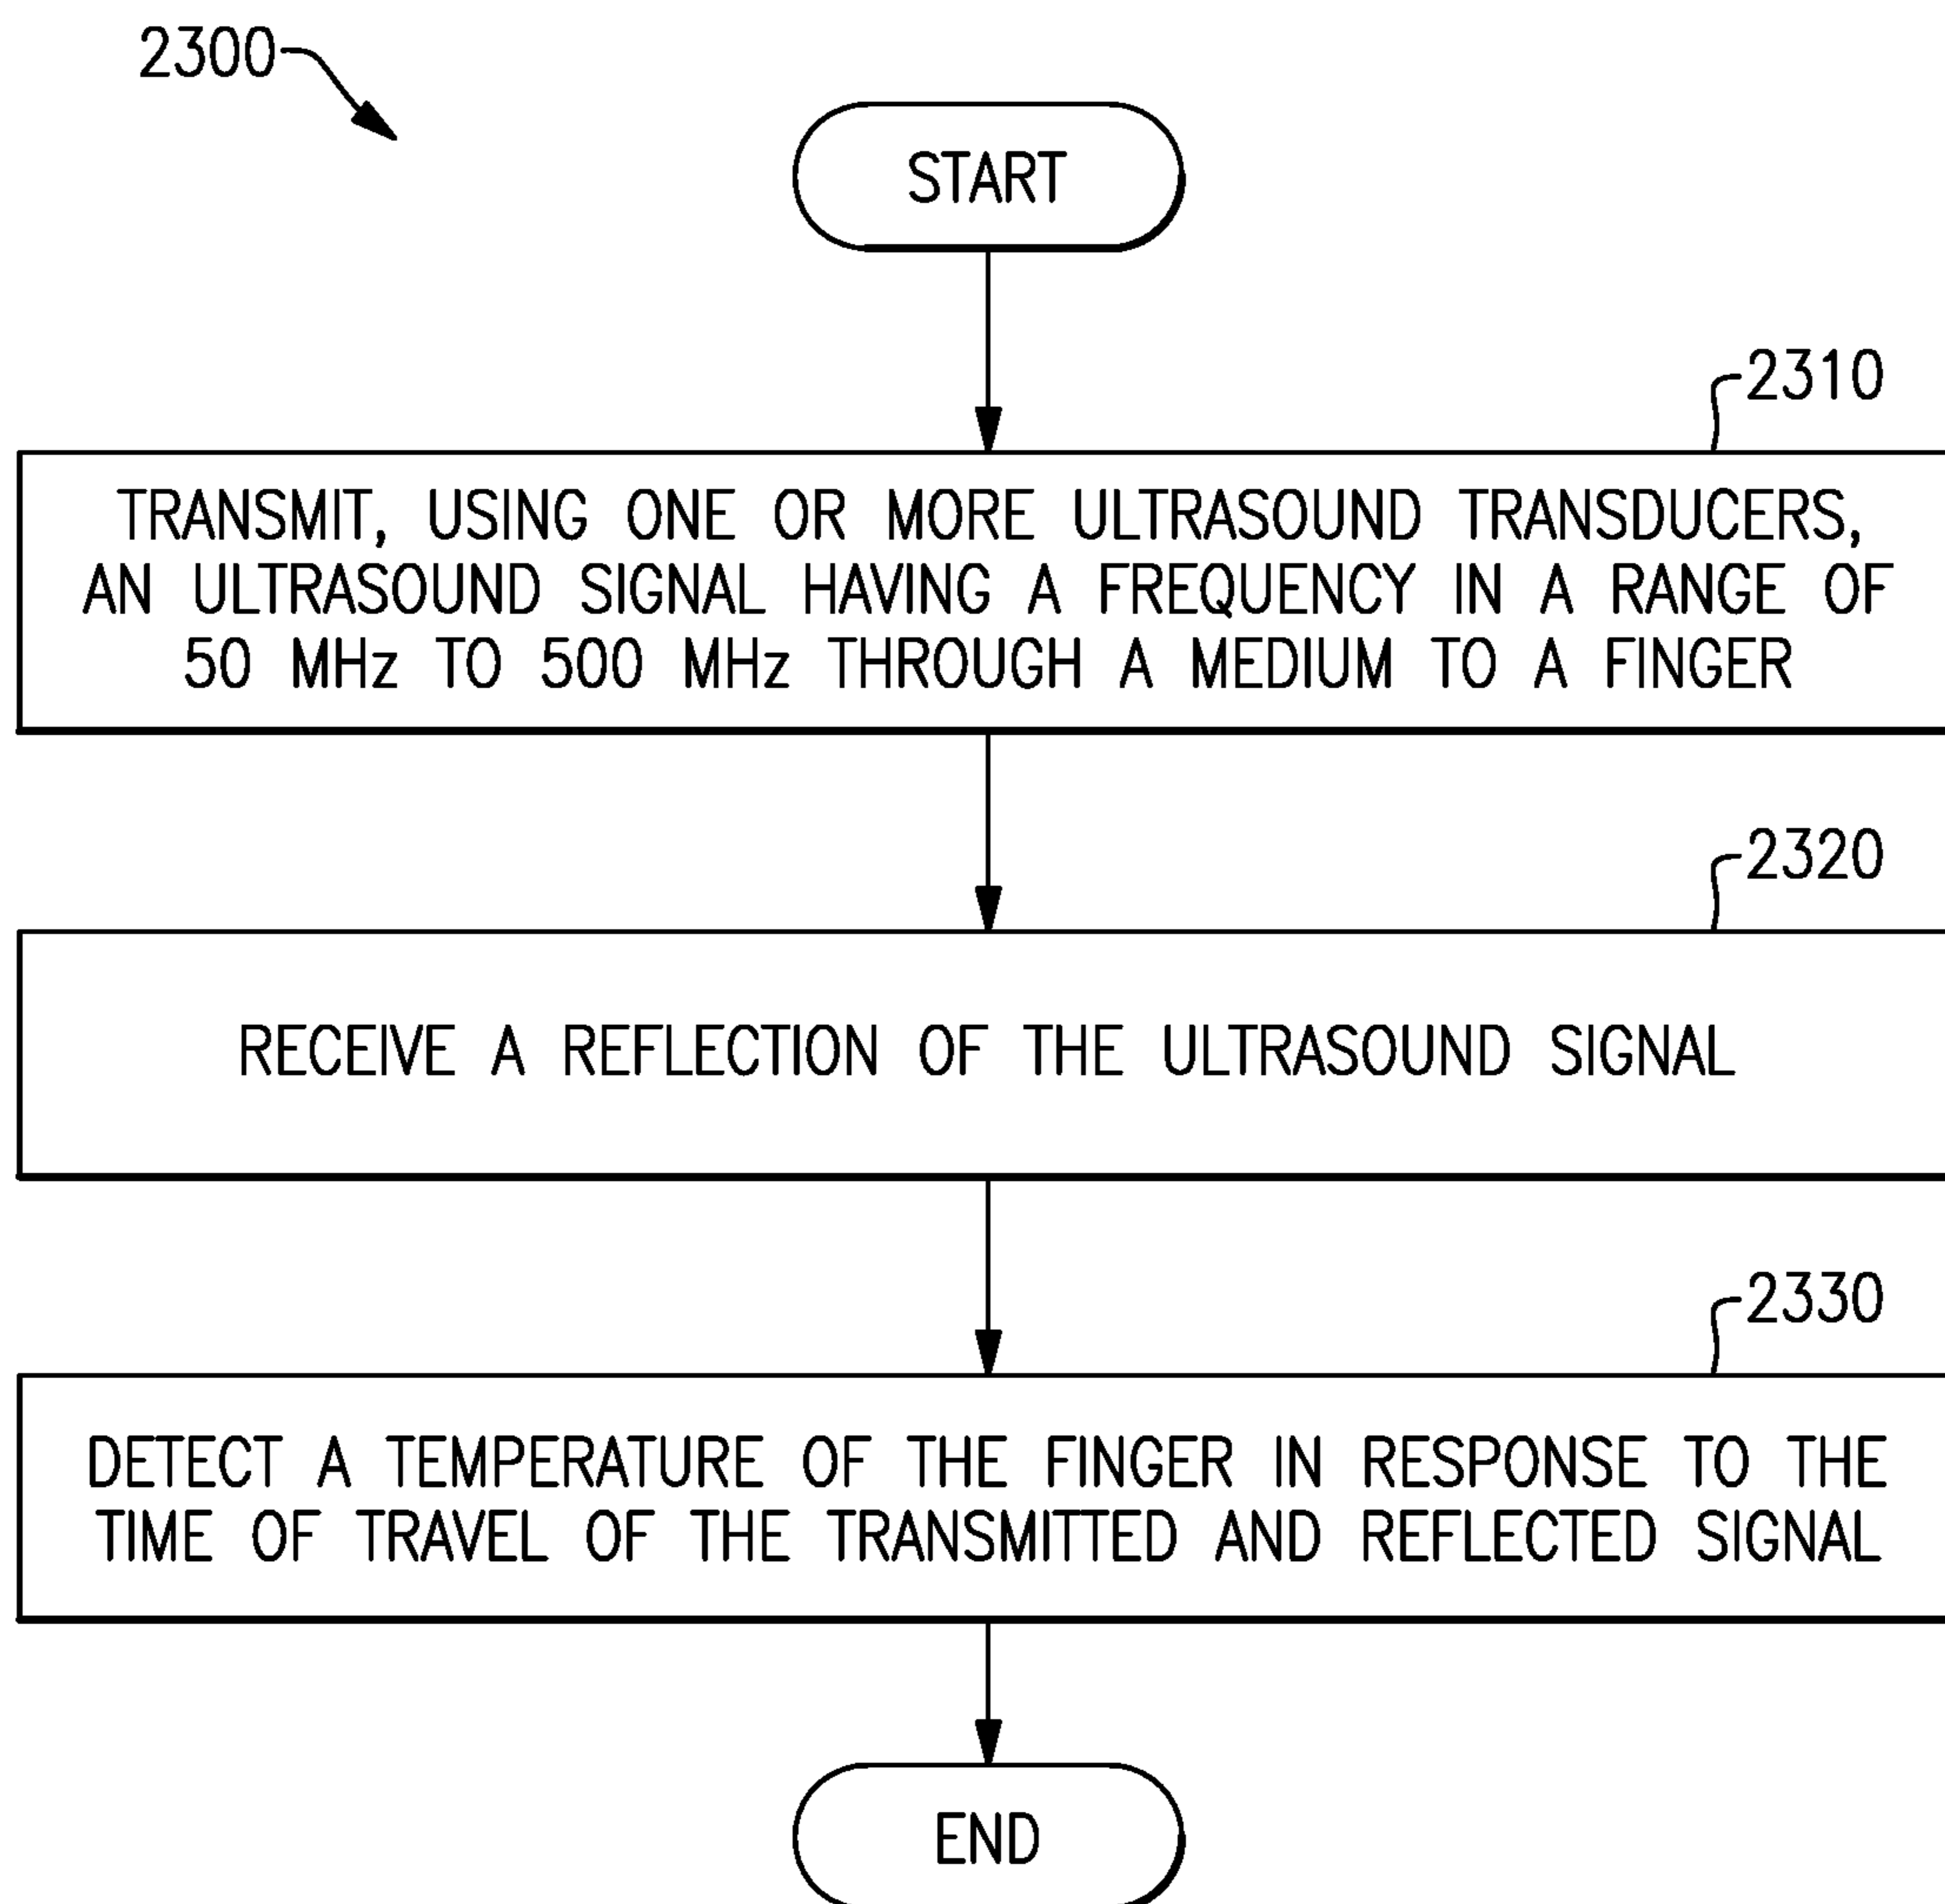 2300
START
2310
TRANSMIT, USING ONE OR MORE ULTRASOUND TRANSDUCERS,
AN ULTRASOUND SIGNAL HAVING A FREQUENCY IN A RANGE OF
50 MHz TO 500 MHz THROUGH A MEDIUM TO A FINGER
2320
RECEIVE A REFLECTION OF THE ULTRASOUND SIGNAL
2330
DETECT A TEMPERATURE OF THE FINGER IN RESPONSE TO THE
TIME OF TRAVEL OF THE TRANSMITTED AND REFLECTED SIGNAL
END